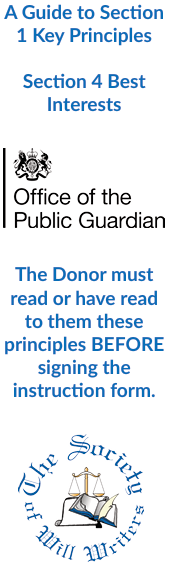 A Guide to Section
1 Key Principles
Section 4 Best
Interests
Office of the
Public Guardian
The Donor must
read or have read
to them these
principles BEFORE
signing the
instruction form.
The Society
of Will Writers